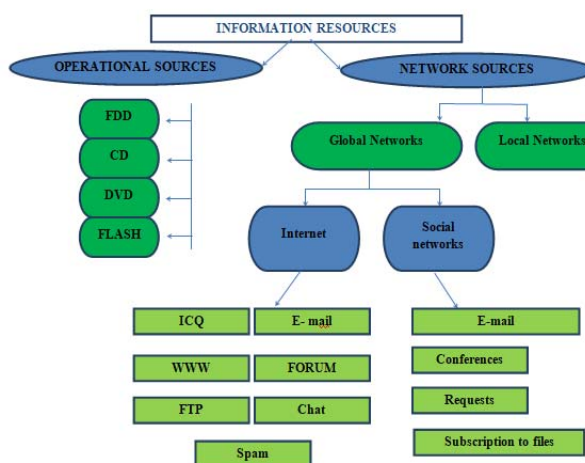 INFORMATION RESOURCES
OPERATIONAL SOURCES
NETWORK SOURCES
FDD
CD
DVD
FLASH
Global Networks
Local Networks
Internet
Social
networks
ICQ
E- mail
WWW
FORUM
FTP
Chat
Spam
E-mail
Conferences
Requests
Subscription to files